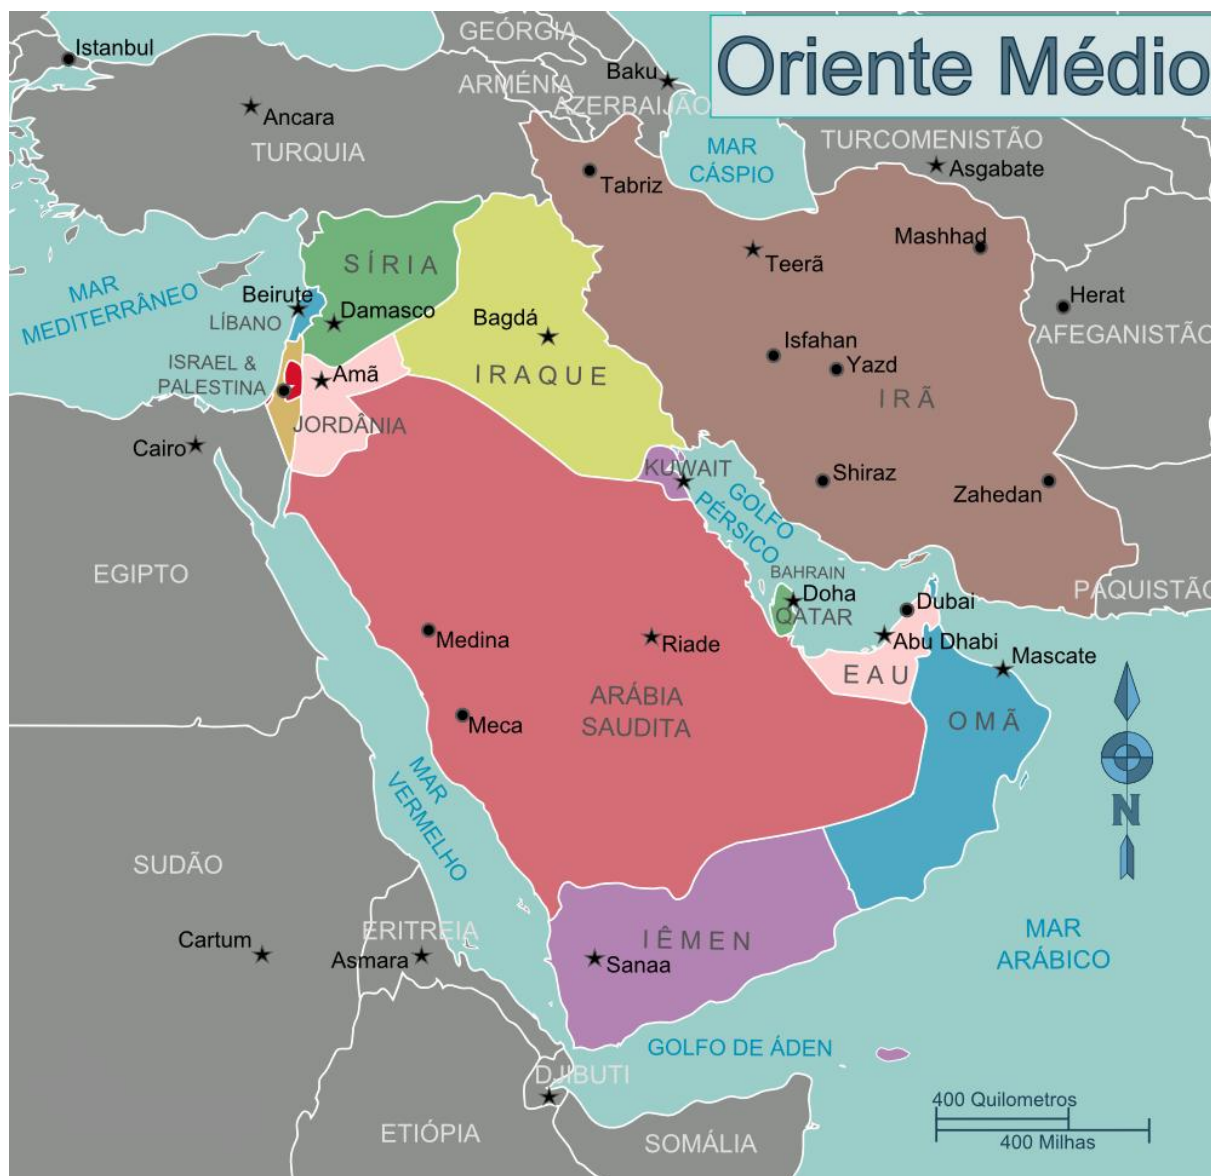 Oriente Médio
GEÓRGIA
Istanbul
Baku
ARMÉNIA
AZERBAIJÃO
Ancara
TURQUIA
MAR
CÁSPIO
TURCOMENISTÃO
Asgabate
Tabriz
Mashhad
Teerã
SÍRIA
MAR
MEDITERRÂNEO
Beirute
LÍBANO
Damasco
Bagdá
IRAQUE
Herat
AFEGANISTÃO
Isfahan
Yazd
IRÃ
ISRAEL &
PALESTINA
Amã
JORDÂNIA
Cairo
KUWAIT
GOLFO
PÉRSICO
Shiraz
Zahedan
EGIPTO
BAHRAIN
Doha
QATAR
Dubai
PAQUISTÃO
Medina
Riade
Abu Dhabi
EAU
Mascate
ARÁBIA
SAUDITA
Meca
OMÃ
MAR
VERMELHO
N
SUDÃO
ERITREIA
Cartum
Asmara
IÊMEN
Sanaa
MAR
ARÁBICO
GOLFO DE ÁDEN
DJIBUTI
ETIÓPIA
SOMÁLIA
400 Quilometros
400 Milhas